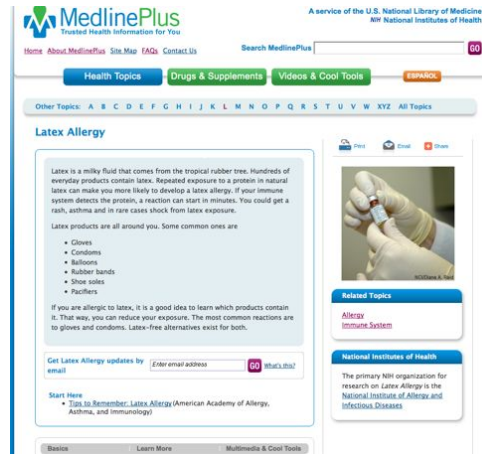 MedlinePlus
Trusted Health Information for You
A service of the U.S. National Library of Medicine
NIH National Institutes of Health
Home About MedlinePlus Site Map FAQs Contact Us
Search MedlinePlus
GO
Health Topics
Drugs & Supplements
Videos & Cool Tools
ESPAÑOL
Other Topics: A B C D E F G H I J K L M N O P Q R S T U V W XYZ All Topics
Latex Allergy
Print Email Share
Latex is a milky fluid that comes from the tropical rubber tree. Hundreds of
everyday products contain latex. Repeated exposure to a protein in natural
latex can make you more likely to develop a latex allergy. If your immune
system detects the protein, a reaction can start in minutes. You could get a
rash, asthma and in rare cases shock from latex exposure.
Latex products are all around you. Some common ones are
• Gloves
• Condoms
• Balloons
• Rubber bands
• Shoe soles
• Pacifiers
If you are allergic to latex, it is a good idea to learn which products contain
it. That way, you can reduce your exposure. The most common reactions are
to gloves and condoms. Latex-free alternatives exist for both.
Get Latex Allergy updates by
email
Enter email address
GO
What's this?
Start Here
• Tips to Remember: Latex Allergy (American Academy of Allergy,
Asthma, and Immunology)
Basics
Learn More
Multimedia & Cool Tools
Related Topics
Allergy
Immune System
National Institutes of Health
The primary NIH organization for
research on Latex Allergy is the
National Institute of Allergy and
Infectious Diseases